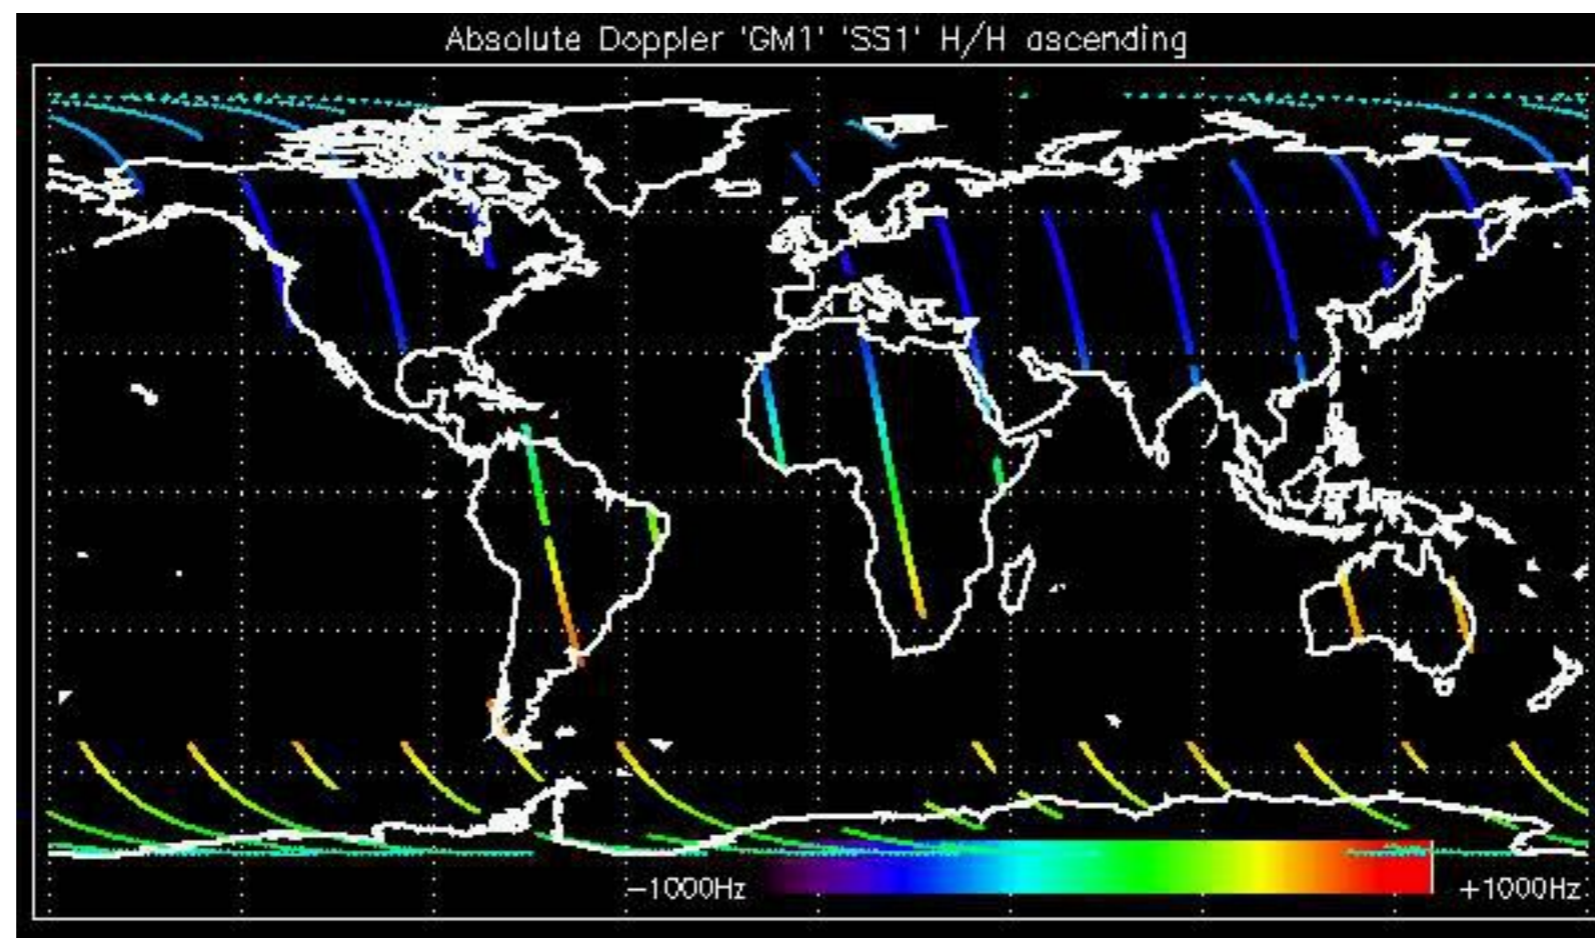 Absolute Doppler 'GM1' 'SS1' H/H ascending
−1000Hz
+1000Hz